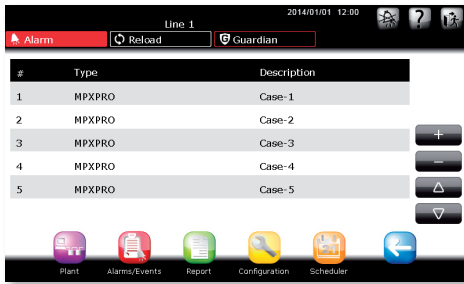 2014/01/01 12:00
Line 1
Alarm Reload Guardian
# Type Description
1 MPXPRO Case-1
2 MPXPRO Case-2
3 MPXPRO Case-3
4 MPXPRO Case-4
5 MPXPRO Case-5
Plant Alarms/Events Report Configuration Scheduler